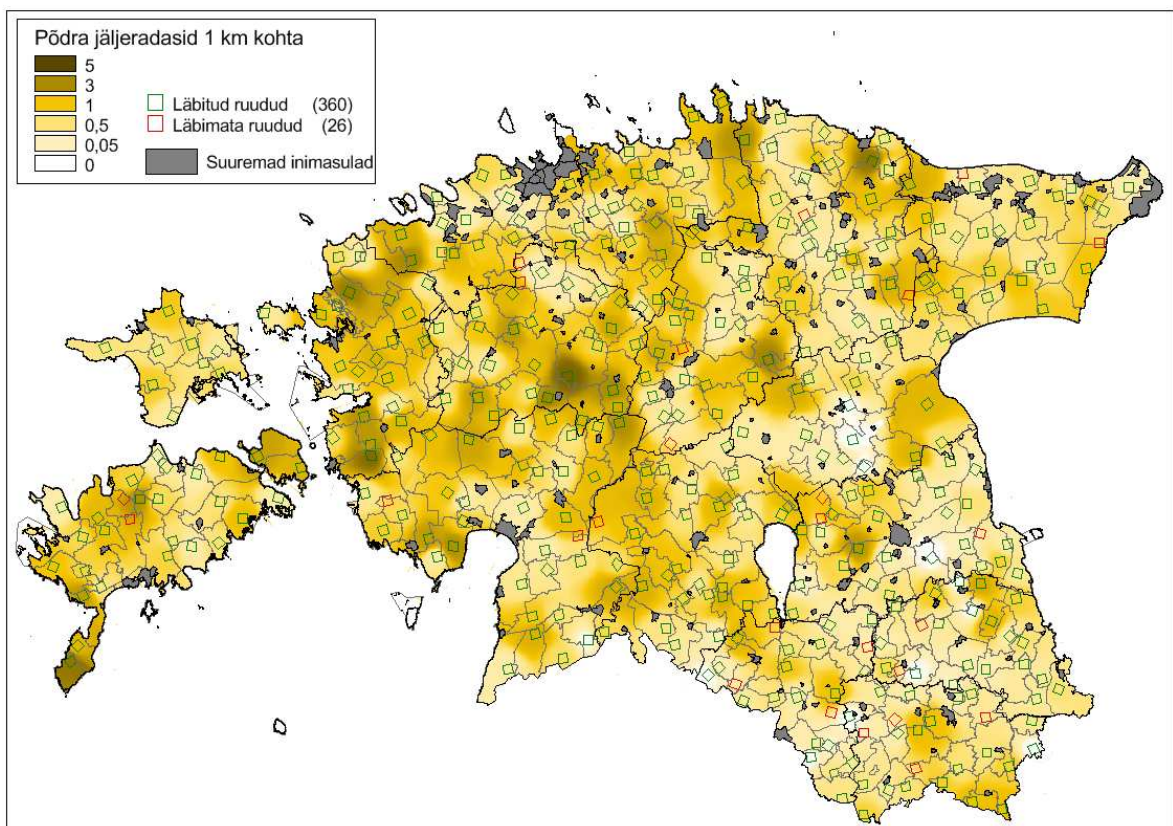 Põdra jäljeradasid 1 km kohta
5
3
1
0,5
0,05
0
Läbitud ruudud (360)
Läbimata ruudud (26)
Suuremad inimasulad